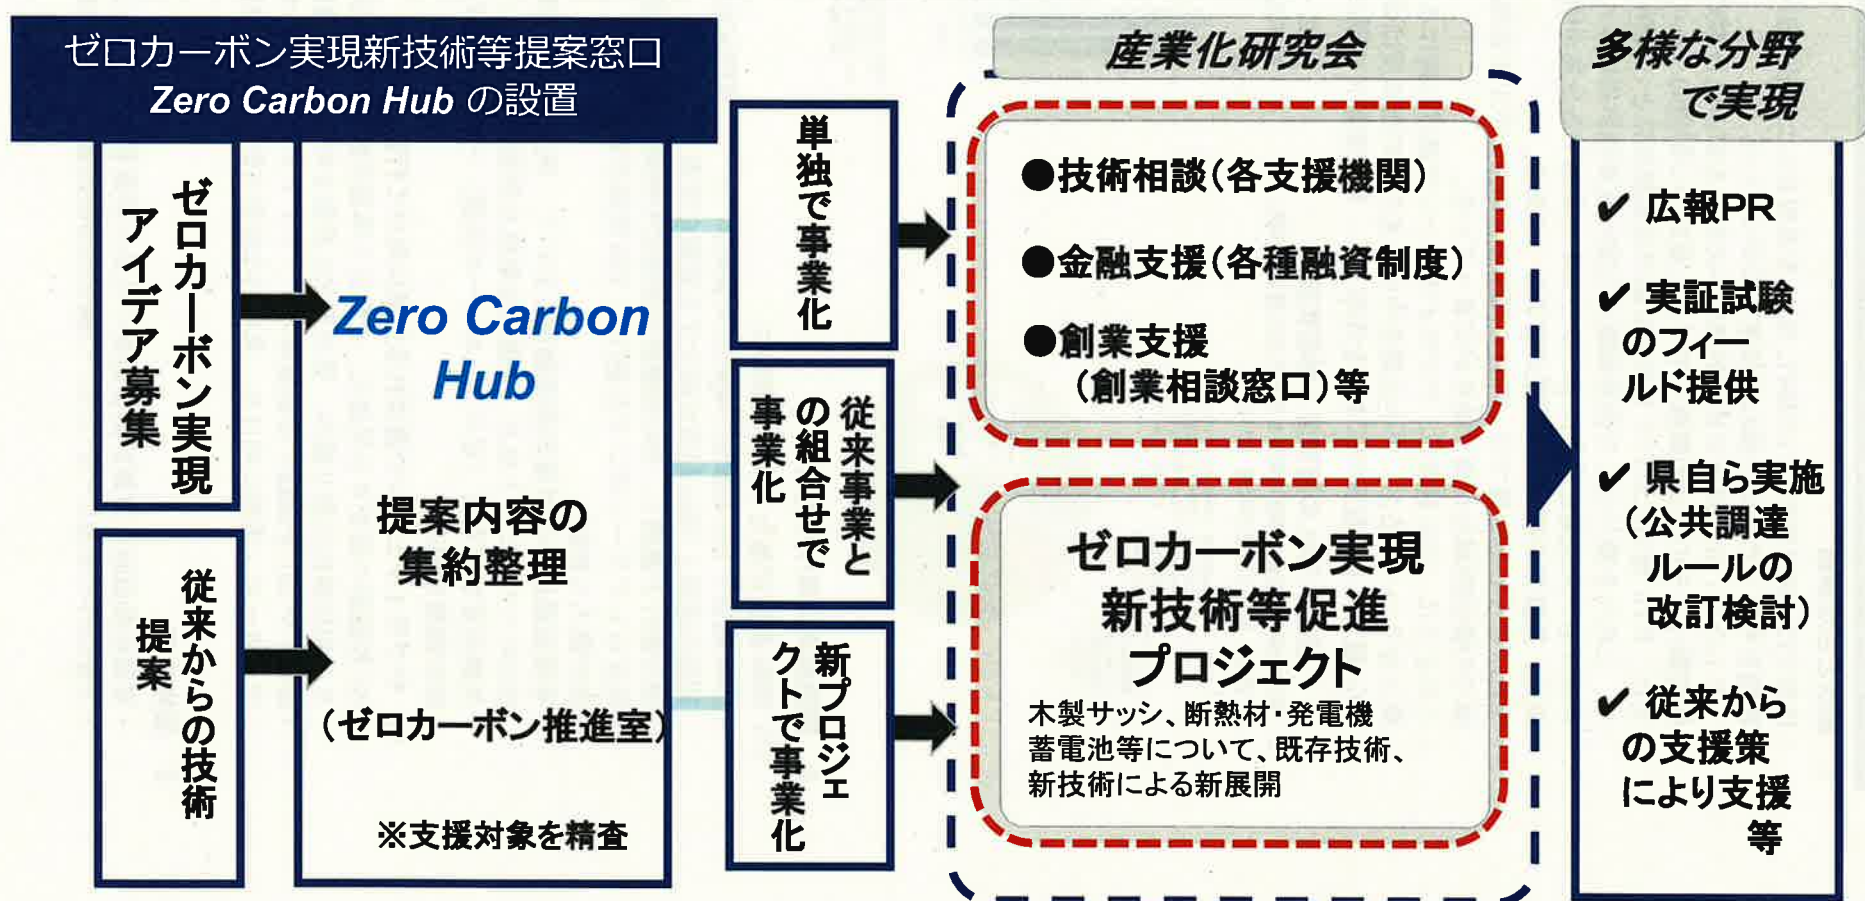 ゼロカーボン実現新技術等提案窓口
Zero Carbon Hub の設置
ゼロカーボン実現
アイデア募集
従来からの技術
提案
Zero Carbon
Hub
提案内容の
集約整理
(ゼロカーボン推進室)
※支援対象を精査
単独で事業化
従来事業と
の組合せで
事業化
新プロジェ
クトで事業化
産業化研究会
●技術相談(各支援機関)
●金融支援(各種融資制度)
●創業支援
(創業相談窓口)等
ゼロカーボン実現
新技術等促進
プロジェクト
木製サッシ、断熱材・発電機
蓄電池等について、既存技術、
新技術による新展開
多様な分野
で実現
✔ 広報PR
✔ 実証試験
のフィー
ルド提供
✔ 県自ら実施
(公共調達
ルールの
改訂検討)
✔ 従来から
の支援策
により支援
等